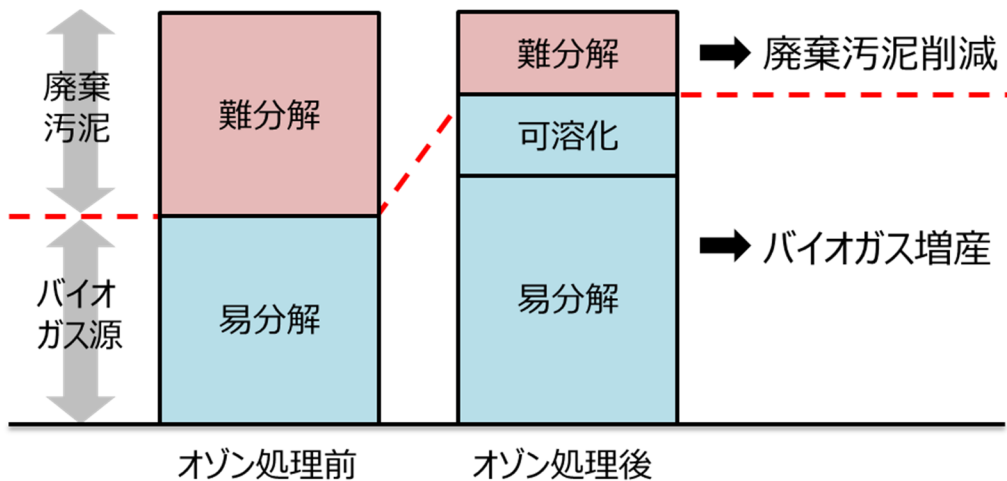 廃棄
汚泥
バイオ
ガス源
難分解
易分解
難分解
可溶化
易分解
廃棄汚泥削減
バイオガス増産
オゾン処理前
オゾン処理後